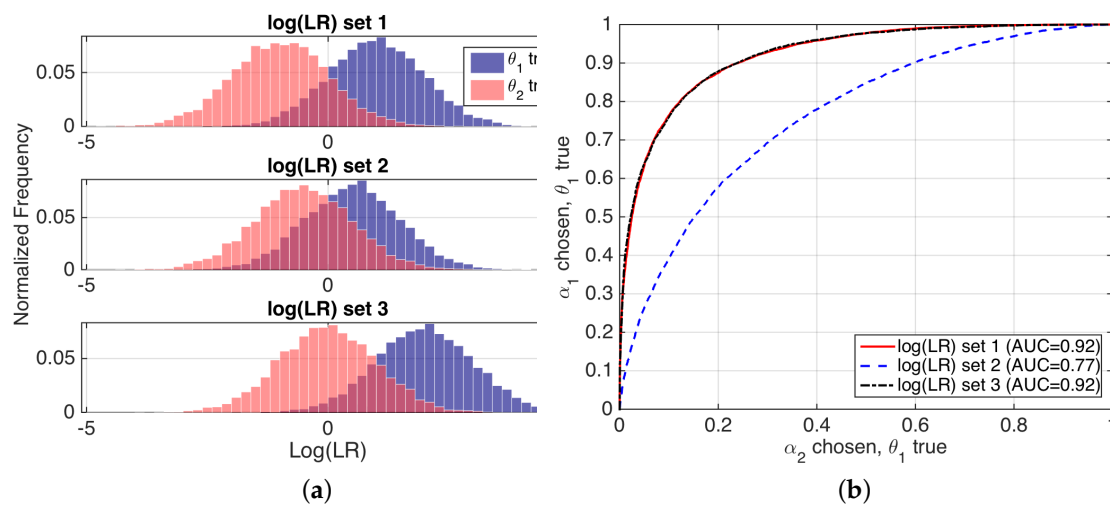 log(LR) set 1
0.05
0
-5
0
θ1 tr
θ2 tr
log(LR) set 2
0.05
0
-5
0
log(LR) set 3
0.05
0
-5
0
Normalized Frequency
Log(LR)
(a)
1
0.9
0.8
0.7
0.6
0.5
0.4
0.3
0.2
0.1
0
α1 chosen, θ1 true
0
0.2
0.4
0.6
0.8
log(LR) set 1 (AUC=0.92)
log(LR) set 2 (AUC=0.77)
log(LR) set 3 (AUC=0.92)
α2 chosen, θ1 true
(b)